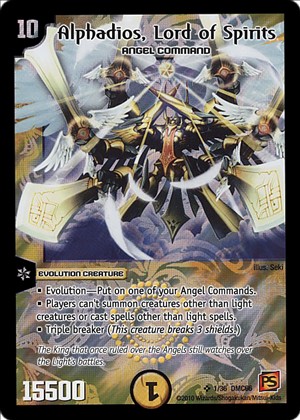 10
Alphadios, Lord of Spirits
ANGEL COMMAND
Illus. Seki
EVOLUTION CREATURE
• Evolution—Put on one of your Angel Commands.
• Players can't summon creatures other than light
creatures or cast spells other than light spells.
• Triple breaker (This creature breaks 3 shields.)
The King that once ruled over the Angels still watches over
the Light's battles.
15500
1
1/36 DMC66
©2010 Wizards/Shogakukan/Mitsui-Kids
PS